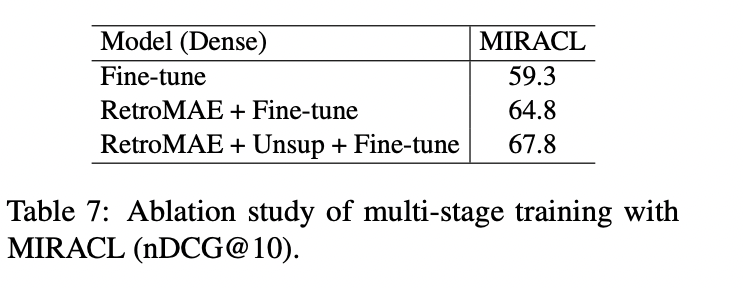 Model (Dense) MIRACL
Fine-tune 59.3
RetroMAE + Fine-tune 64.8
RetroMAE + Unsup + Fine-tune 67.8
Table 7: Ablation study of multi-stage training with
MIRACL (nDCG@10).